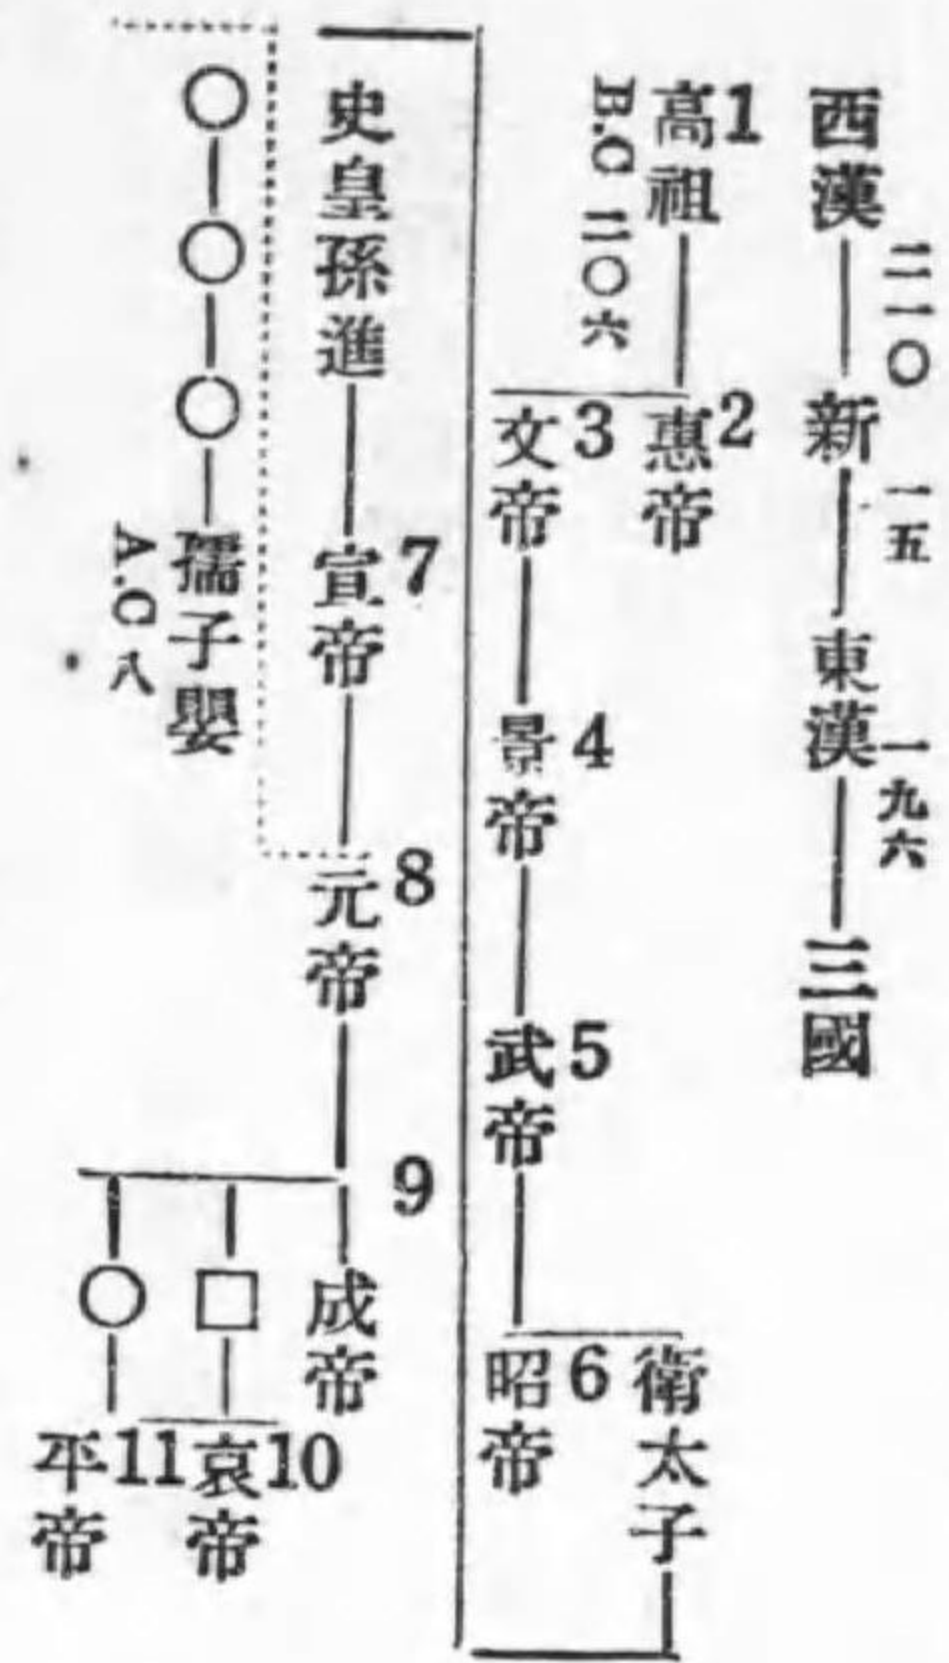 西漢 新 東漢 三國
二一〇 一五 一九六
1 高祖
B.C 二〇六
2 惠帝
3 文帝
4 景帝
5 武帝
衛太子
6 昭帝
史皇孫進
7 宣帝
8 元帝
9 成帝
10 哀帝
11 平帝
孺子嬰
A.C 八